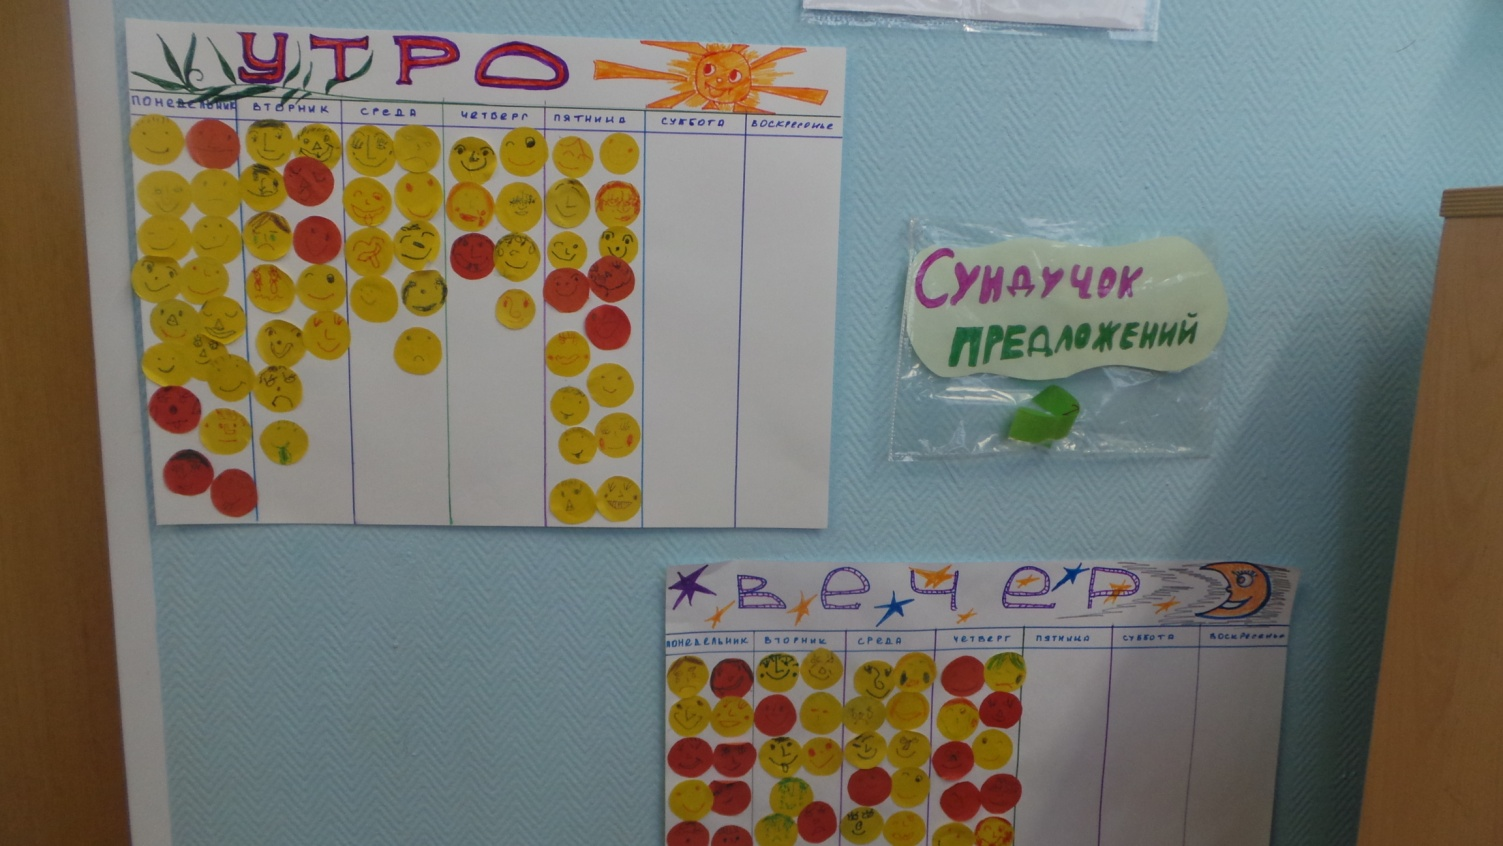 УТРО
ПОНЕДЕЛЬНИК ВТОРНИК СРЕДА ЧЕТВЕРГ ПЯТНИЦА СУББОТА ВОСКРЕСЕНЬЕ
СУНДУЧОК
ПРЕДЛОЖЕНИЙ
ВЕЧЕР
ПОНЕДЕЛЬНИК ВТОРНИК СРЕДА ЧЕТВЕРГ ПЯТНИЦА СУББОТА ВОСКРЕСЕНЬЕ